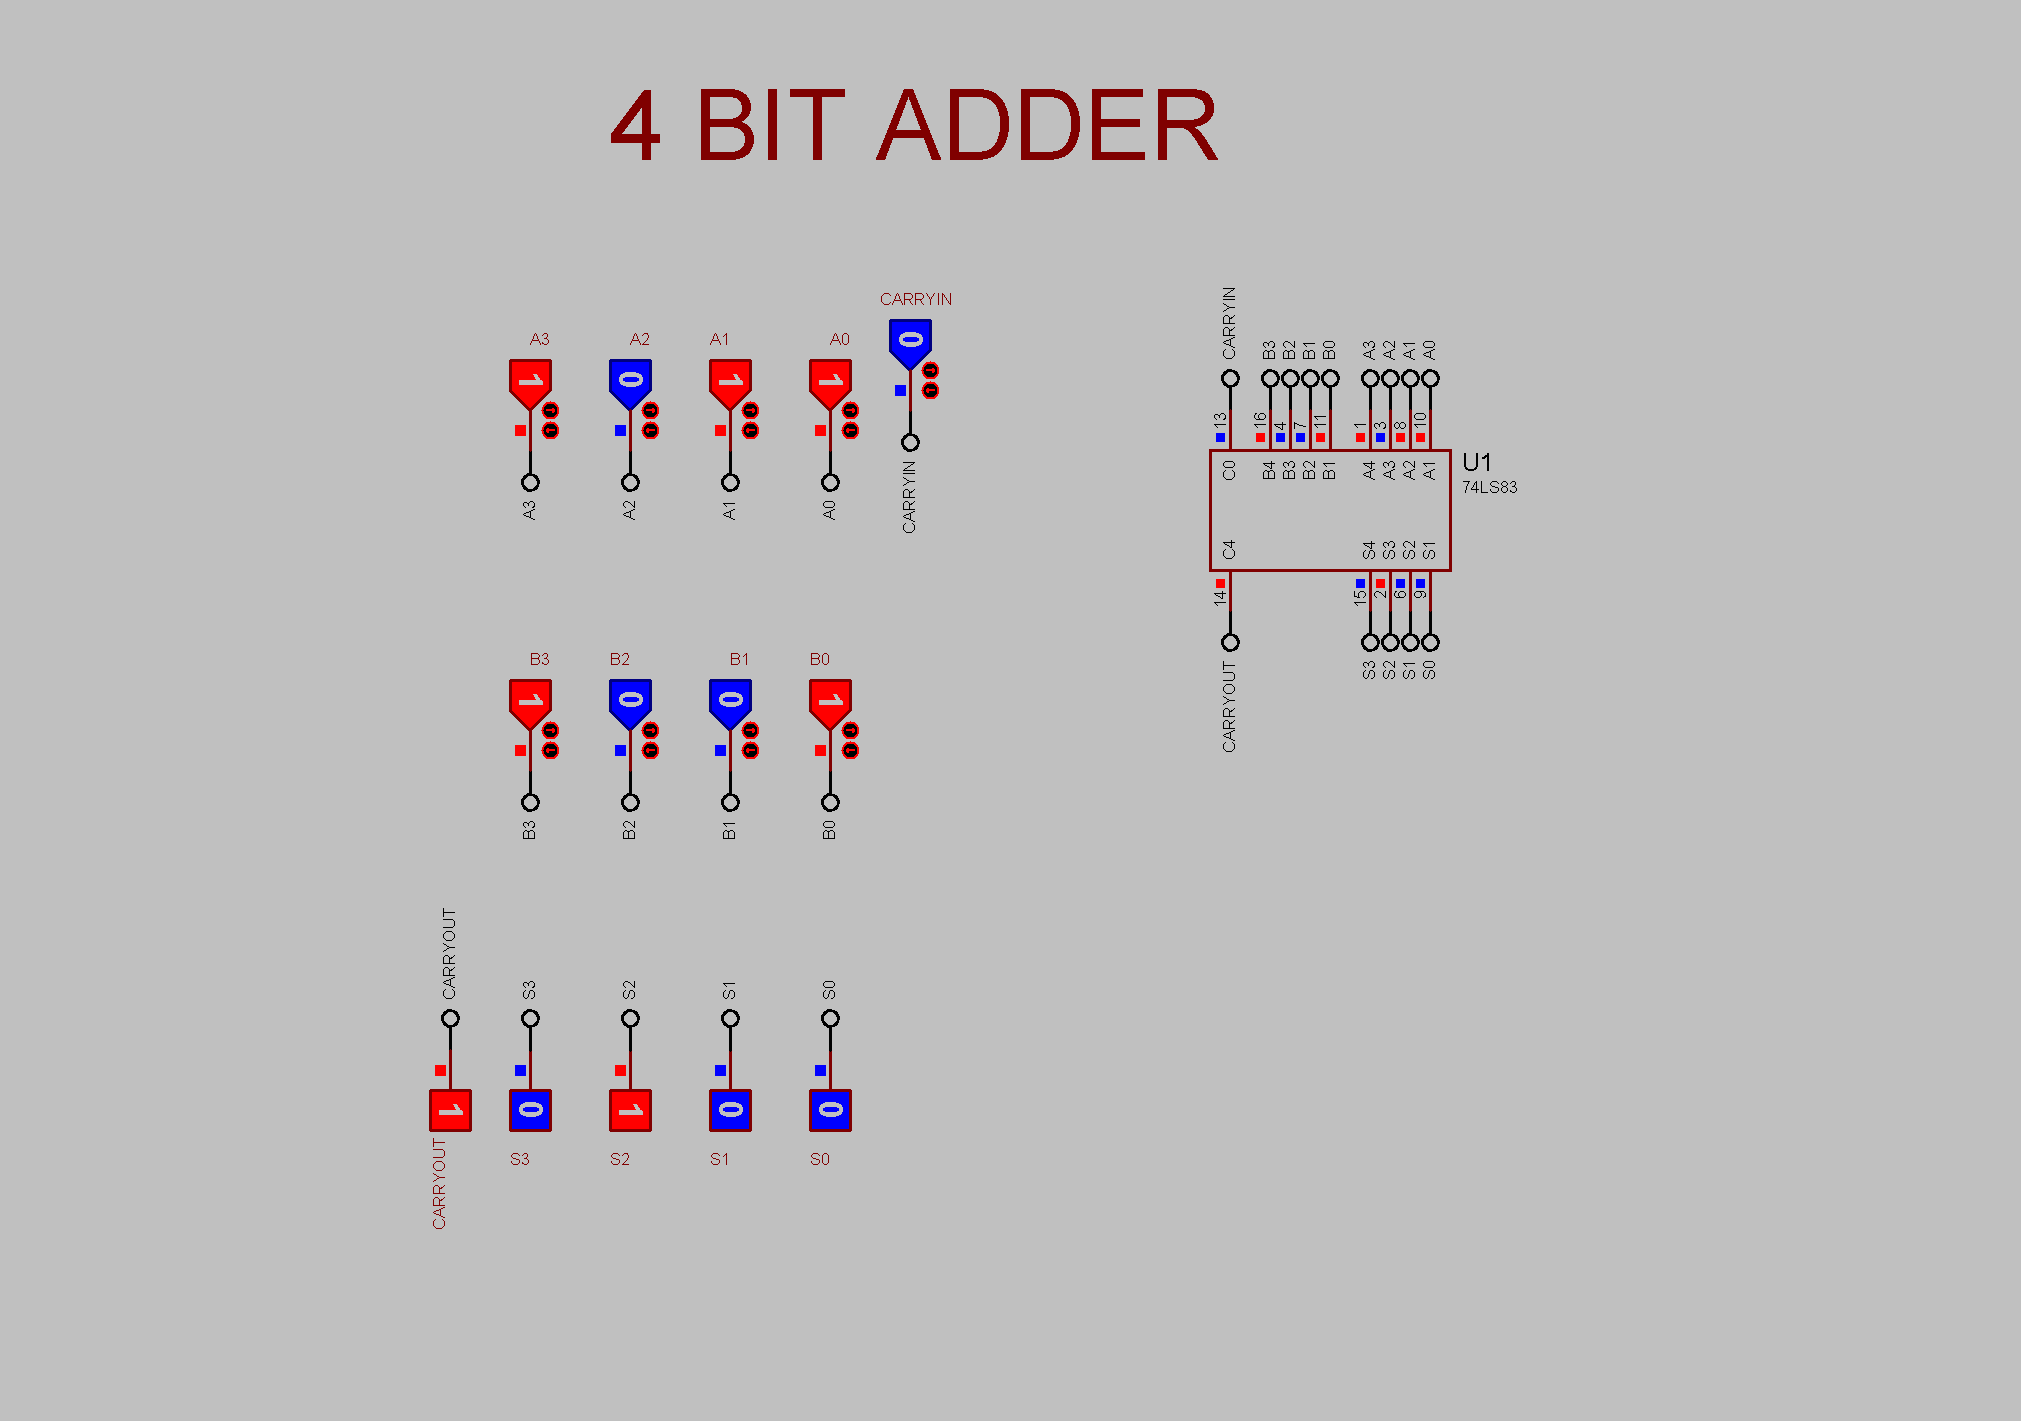 4 BIT ADDER
CARRYIN
A3 A2 A1 A0
1 0 1 1 0
A3 A2 A1 A0 CARRYIN
B3 B2 B1 B0
1 0 0 1
B3 B2 B1 B0
CARRYOUT S3 S2 S1 S0
1 0 1 0 0
CARRYOUT S3 S2 S1 S0
CARRYIN B3 B2 B1 B0 A3 A2 A1 A0
13 16 4 7 11 1 3 8 10
C0 B4 B3 B2 B1 A4 A3 A2 A1
U1
74LS83
C4 S4 S3 S2 S1
14 15 2 6 9
CARRYOUT S3 S2 S1 S0